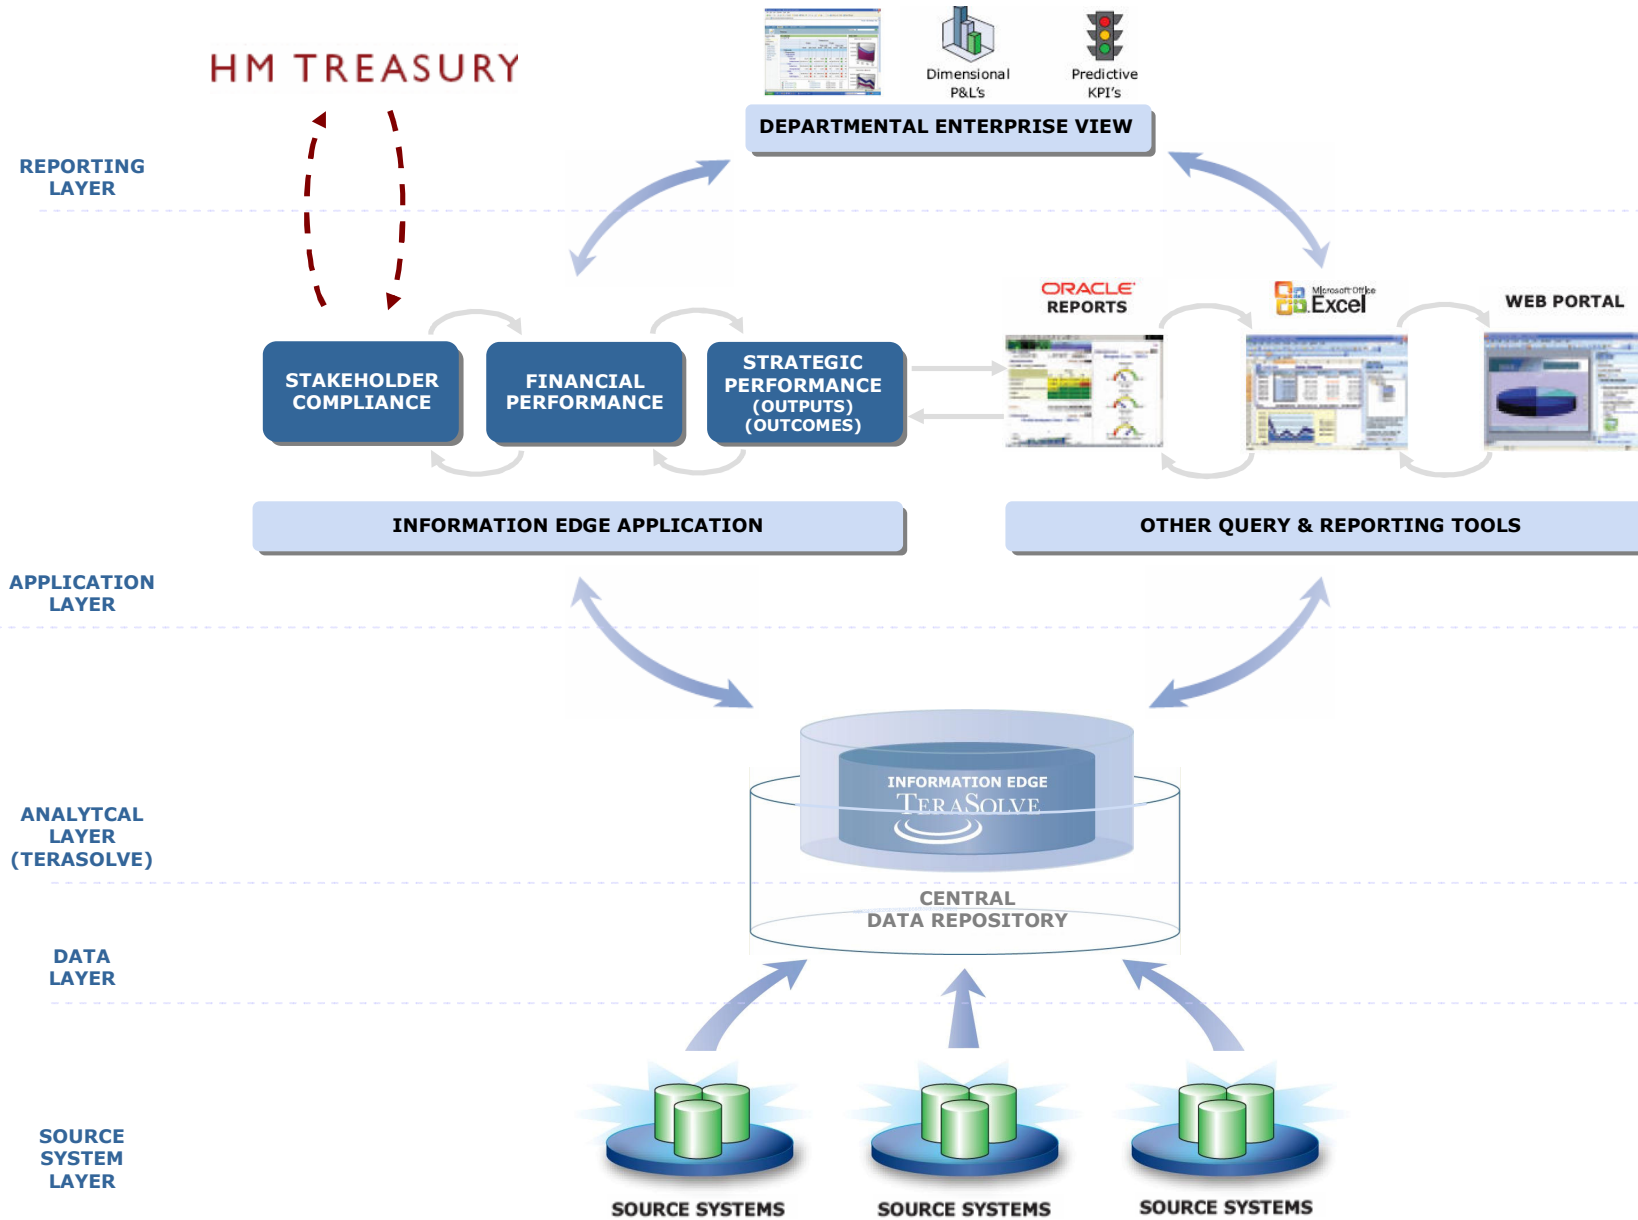 HM TREASURY
Dimensional
P&L's
Predictive
KPI's
DEPARTMENTAL ENTERPRISE VIEW
REPORTING
LAYER
ORACLE
REPORTS
Microsoft Office
Excel
WEB PORTAL
STAKEHOLDER
COMPLIANCE
FINANCIAL
PERFORMANCE
STRATEGIC
PERFORMANCE
(OUTPUTS)
(OUTCOMES)
INFORMATION EDGE APPLICATION
OTHER QUERY & REPORTING TOOLS
APPLICATION
LAYER
INFORMATION EDGE
TERASOLVE
ANALYTCAL
LAYER
(TERASOLVE)
CENTRAL
DATA REPOSITORY
DATA
LAYER
SOURCE
SYSTEM
LAYER
SOURCE SYSTEMS
SOURCE SYSTEMS
SOURCE SYSTEMS